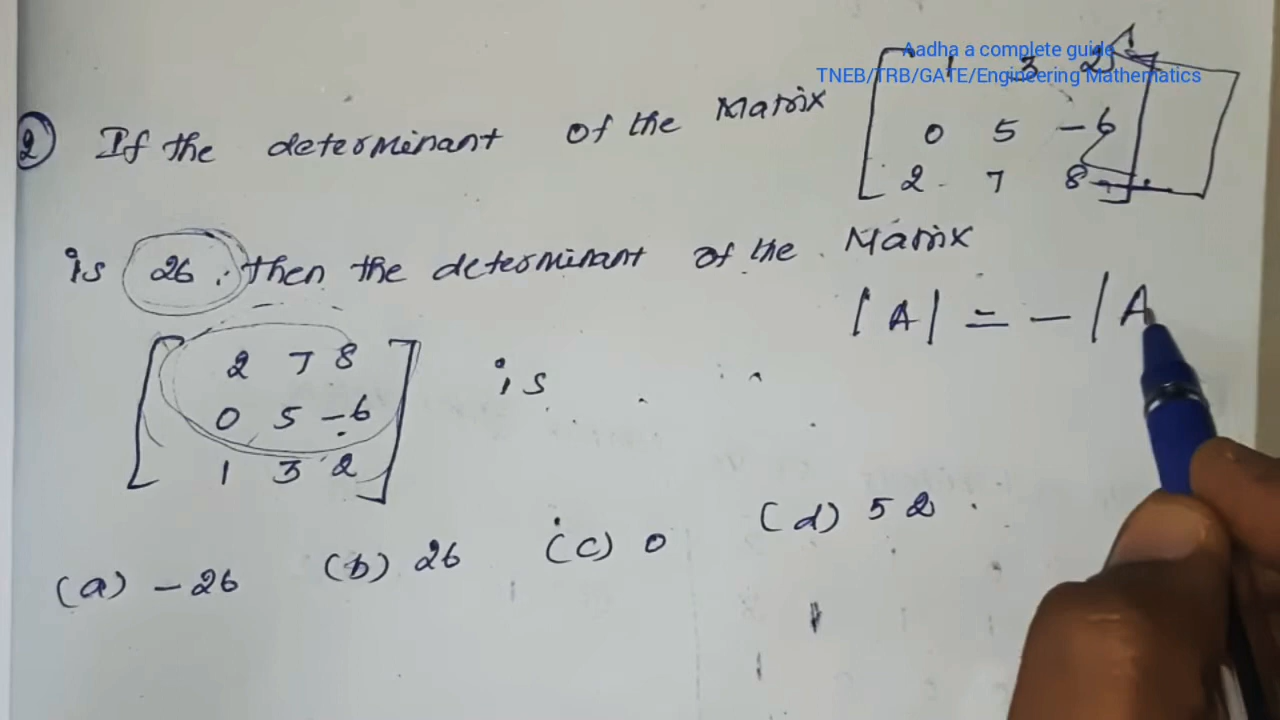 Aadha a complete guide
TNEB/TRB/GATE/Engineering Mathematics
2 If the determinant of the Matrix
1 3 2
0 5 -6
2 7 8
is 26. then the determinant of the Matrix
|A| = - |A
2 7 8
0 5 -6
1 3 2
is
(a) -26 (b) 26 (c) 0 (d) 52